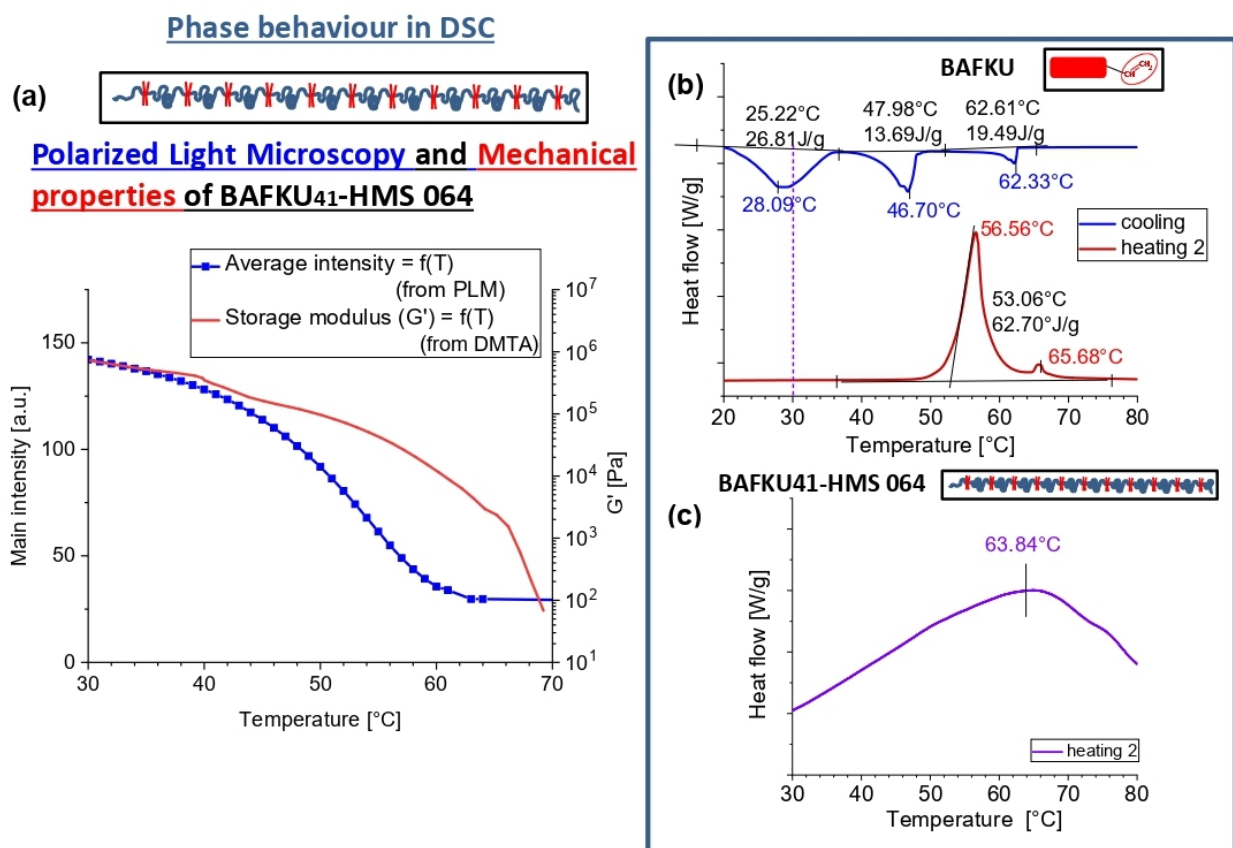 Phase behaviour in DSC
(a)
Polarized Light Microscopy and Mechanical
properties of BAFKU41-HMS 064
Average intensity = f(T)
(from PLM)
Storage modulus (G') = f(T)
(from DMTA)
Main intensity [a.u.]
150
100
50
0
10⁷
10⁶
10⁵
10⁴
10³
10²
10¹
G' [Pa]
30 40 50 60 70
Temperature [°C]
(b)
BAFKU
CH CH₂
25.22°C 47.98°C 62.61°C
26.81J/g 13.69J/g 19.49J/g
28.09°C 46.70°C 62.33°C
cooling
heating 2
56.56°C
53.06°C
62.70°J/g
65.68°C
Heat flow [W/g]
20 30 40 50 60 70 80
Temperature [°C]
BAFKU41-HMS 064
(c)
63.84°C
Heat flow [W/g]
heating 2
30 40 50 60 70 80
Temperature [°C]